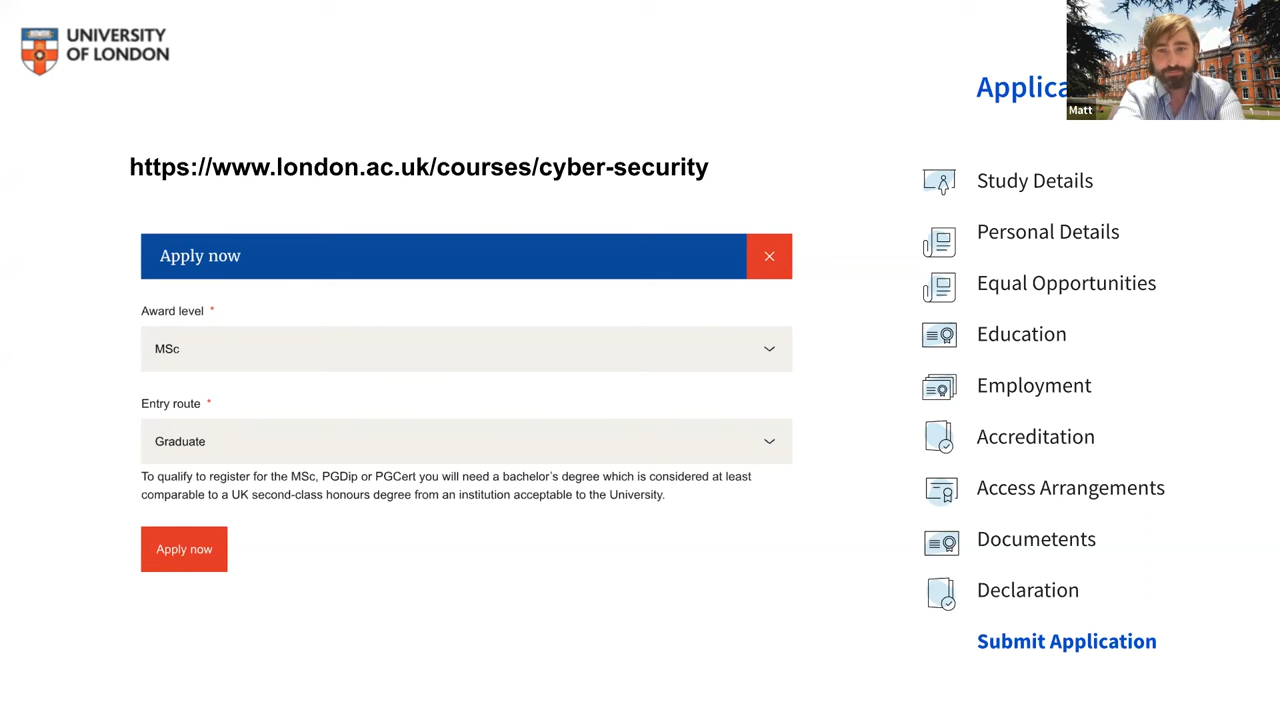 UNIVERSITY
OF LONDON
Matt
https://www.london.ac.uk/courses/cyber-security
Apply now
Award level *
MSc
Entry route *
Graduate
To qualify to register for the MSc, PGDip or PGCert you will need a bachelor's degree which is considered at least
comparable to a UK second-class honours degree from an institution acceptable to the University.
Apply now
Study Details
Personal Details
Equal Opportunities
Education
Employment
Accreditation
Access Arrangements
Documetents
Declaration
Submit Application